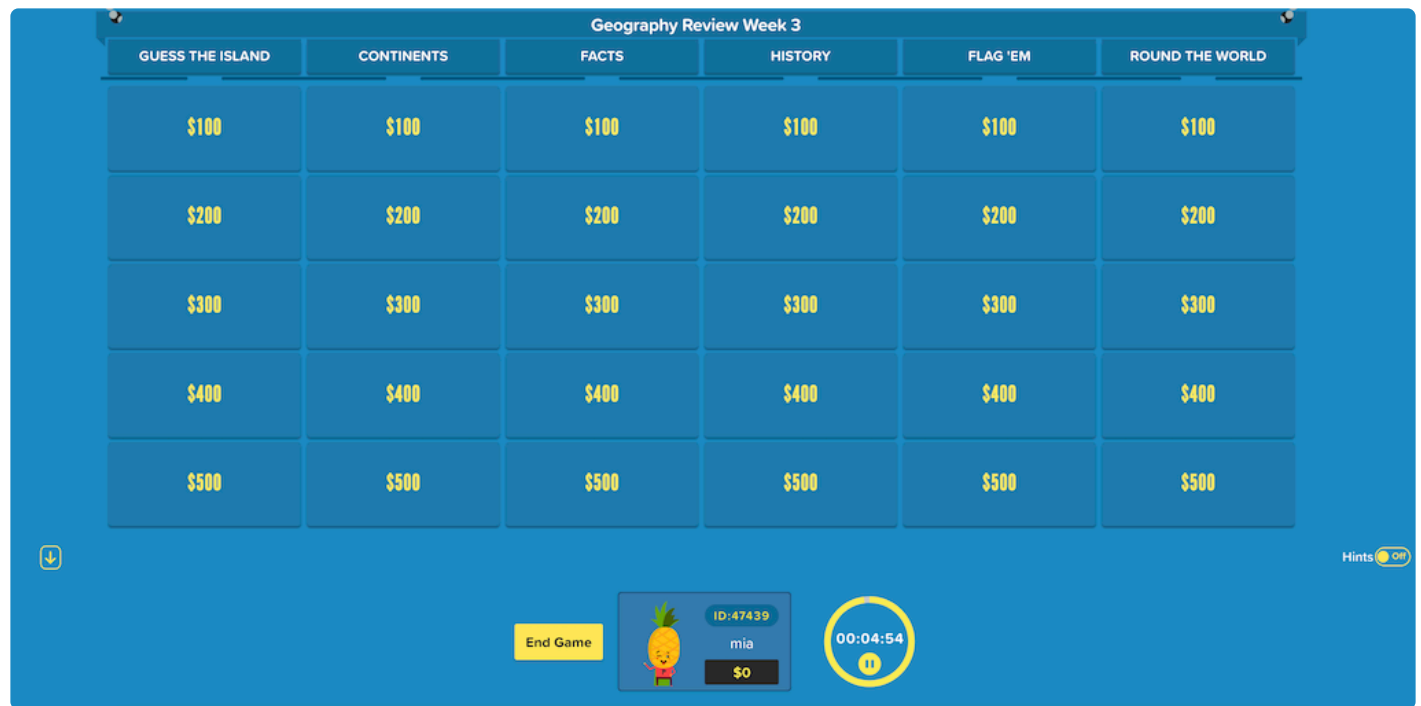 Geography Review Week 3
GUESS THE ISLAND CONTINENTS FACTS HISTORY FLAG 'EM ROUND THE WORLD
$100 $100 $100 $100 $100 $100
$200 $200 $200 $200 $200 $200
$300 $300 $300 $300 $300 $300
$400 $400 $400 $400 $400 $400
$500 $500 $500 $500 $500 $500
Hints Off
End Game
ID:47439
mia
$0
00:04:54